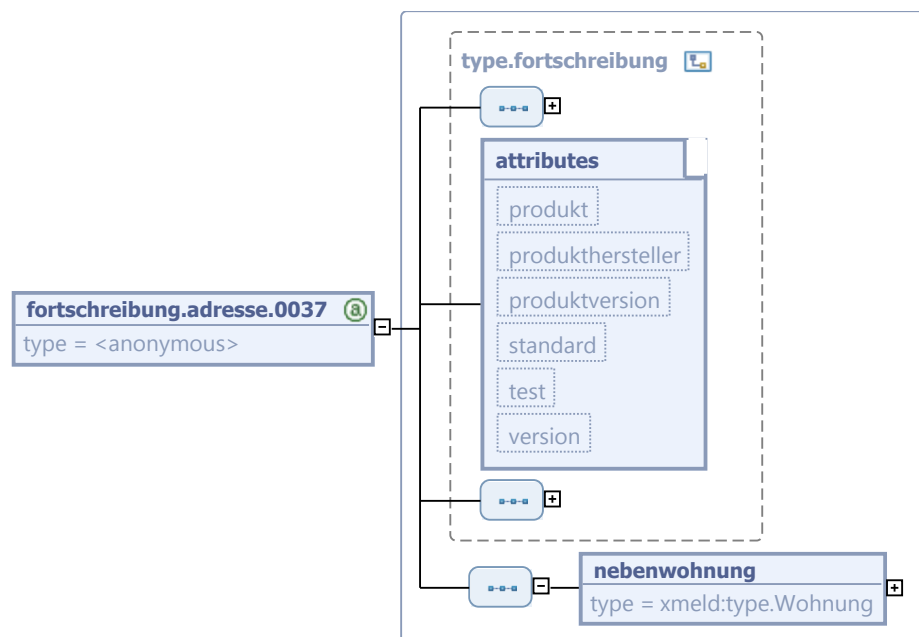 type.fortschreibung
attributes
produkt
produkthersteller
produktversion
standard
test
version
fortschreibung.adresse.0037 a
type = <anonymous>
nebenwohnung
type = xmeld:type.Wohnung